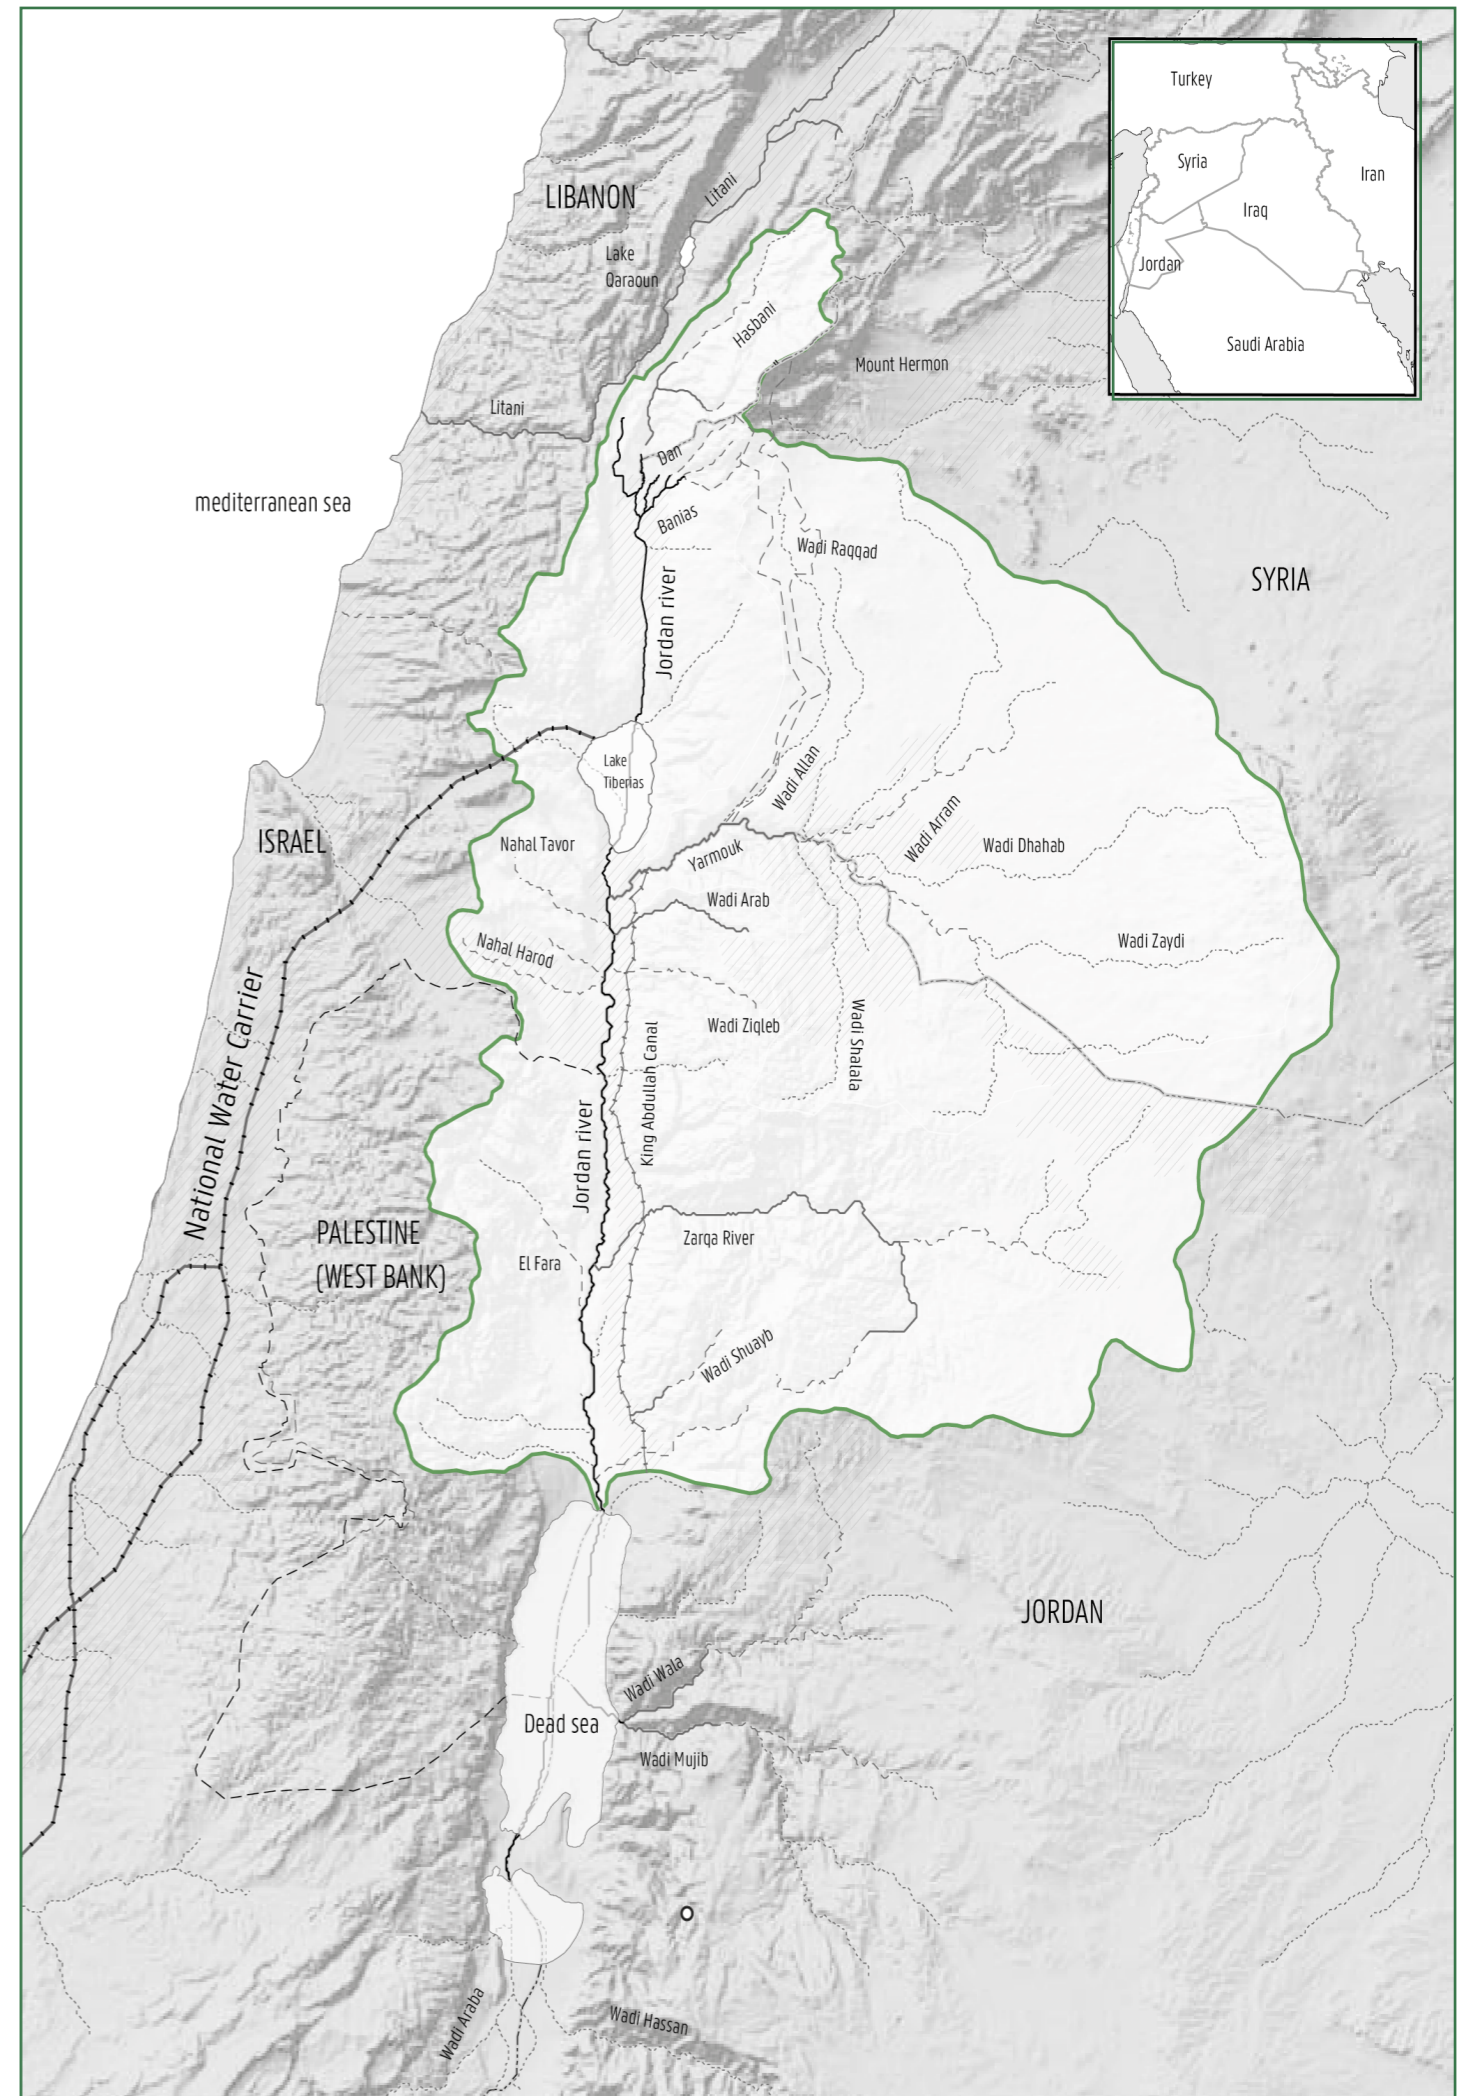 Turkey
Syria
Iran
Iraq
Jordan
Saudi Arabia
LIBANON
Litani
Lake
Qaraoun
Hasbani
Mount Hermon
Litani
Dan
mediterranean sea
Banias
Wadi Raqqad
SYRIA
Jordan river
Lake
Tiberias
Wadi Allan
ISRAEL
Nahal Tavor
Yarmouk
Wadi Arram
Wadi Dhahab
Wadi Arab
Nahal Harod
Wadi Zaydi
National Water Carrier
Wadi Ziqleb
Wadi Shalala
King Abdullah Canal
Jordan river
PALESTINE
(WEST BANK)
Zarqa River
El Fara
Wadi Shuayb
JORDAN
Wadi Wala
Dead sea
Wadi Mujib
Wadi Araba
Wadi Hassan